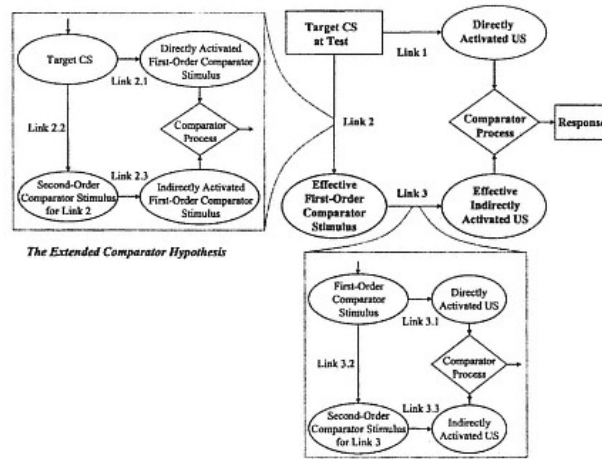 Target CS
Directly Activated
First-Order Comparator
Stimulus
Link 2.1
Link 2.2
Comparator
Process
Link 2.3
Second-Order
Comparator Stimulus
for Link 2
Indirectly Activated
First-Order Comparator
Stimulus
The Extended Comparator Hypothesis
Target CS
at Test
Link 1
Directly
Activated US
Link 2
Comparator
Process
Response
Effective
First-Order
Comparator
Stimulus
Link 3
Effective
Indirectly
Activated US
First-Order
Comparator
Stimulus
Link 3.1
Directly
Activated US
Link 3.2
Comparator
Process
Second-Order
Comparator Stimulus
for Link 3
Link 3.3
Indirectly
Activated US